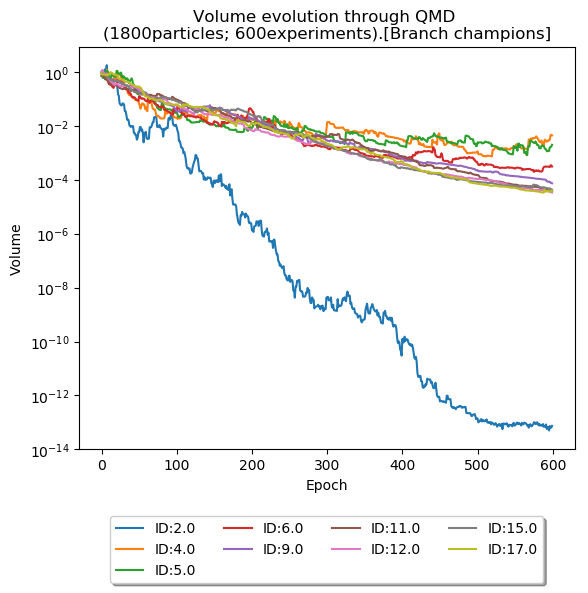 Volume evolution through QMD
(1800particles; 600experiments).[Branch champions]
10^0
10^-2
10^-4
10^-6
10^-8
10^-10
10^-12
10^-14
Volume
0 100 200 300 400 500 600
Epoch
ID:2.0 ID:6.0 ID:11.0 ID:15.0
ID:4.0 ID:9.0 ID:12.0 ID:17.0
ID:5.0